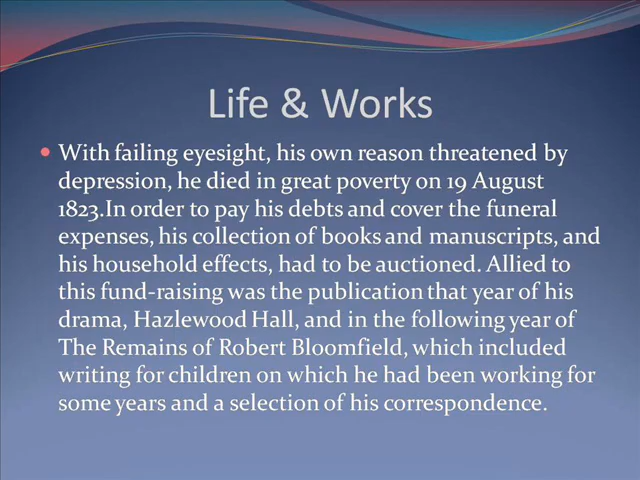 Life & Works
With failing eyesight, his own reason threatened by
depression, he died in great poverty on 19 August
1823.In order to pay his debts and cover the funeral
expenses, his collection of books and manuscripts, and
his household effects, had to be auctioned. Allied to
this fund-raising was the publication that year of his
drama, Hazlewood Hall, and in the following year of
The Remains of Robert Bloomfield, which included
writing for children on which he had been working for
some years and a selection of his correspondence.